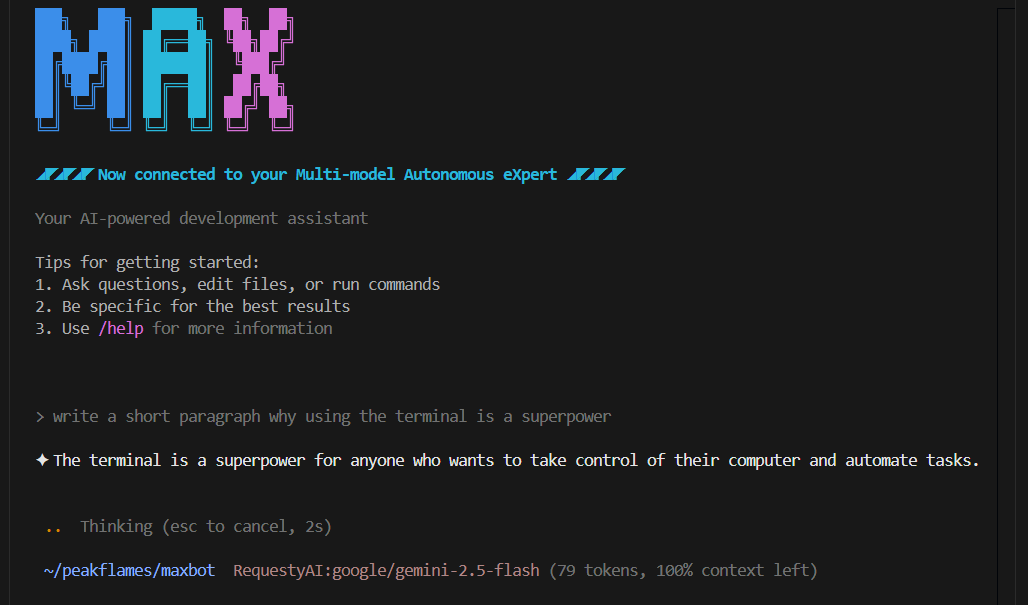 MAX
Now connected to your Multi-model Autonomous eXpert
Your AI-powered development assistant
Tips for getting started:
1. Ask questions, edit files, or run commands
2. Be specific for the best results
3. Use /help for more information
> write a short paragraph why using the terminal is a superpower
✦ The terminal is a superpower for anyone who wants to take control of their computer and automate tasks.
.. Thinking (esc to cancel, 2s)
~/peakflames/maxbot RequestyAI:google/gemini-2.5-flash (79 tokens, 100% context left)